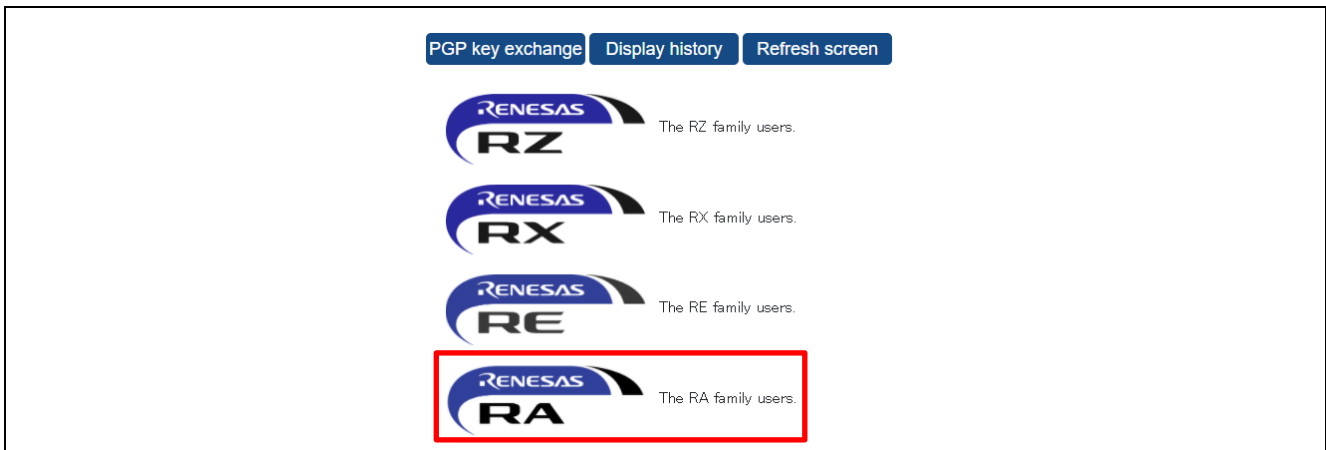 PGP key exchange Display history Refresh screen
RENESAS
RZ
The RZ family users.
RENESAS
RX
The RX family users.
RENESAS
RE
The RE family users.
RENESAS
RA
The RA family users.